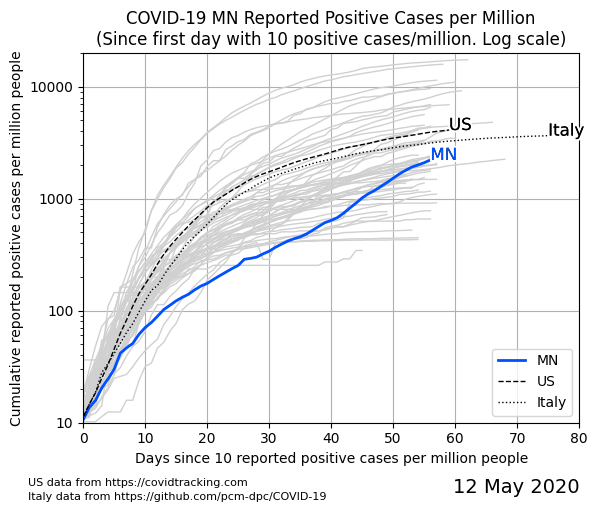 COVID-19 MN Reported Positive Cases per Million
(Since first day with 10 positive cases/million. Log scale)
Cumulative reported positive cases per million people
10000
1000
100
10
US
Italy
MN
MN
US
Italy
0 10 20 30 40 50 60 70 80
Days since 10 reported positive cases per million people
US data from https://covidtracking.com
Italy data from https://github.com/pcm-dpc/COVID-19
12 May 2020